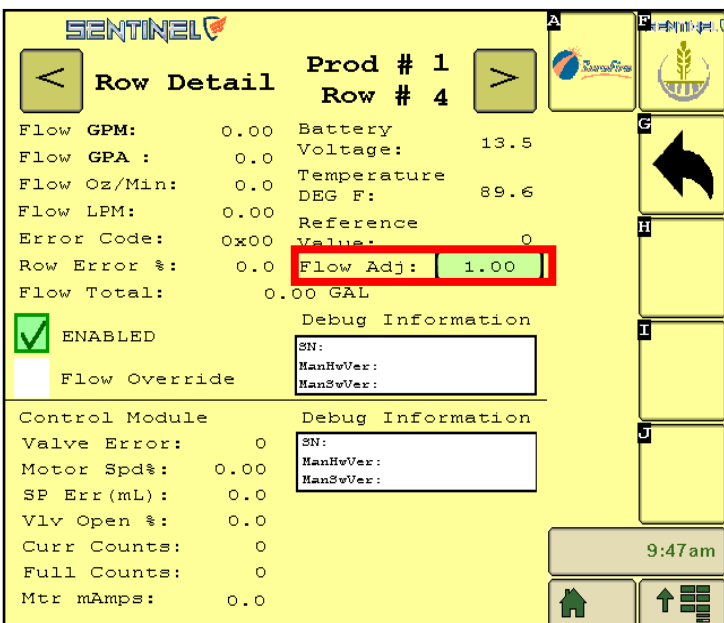 SENTINEL
< Row Detail Prod # 1 Row # 4 >
Flow GPM: 0.00
Flow GPA : 0.0
Flow Oz/Min: 0.0
Flow LPM: 0.00
Error Code: 0x00
Row Error %: 0.0
Flow Total: 0.00 GAL
Battery
Voltage: 13.5
Temperature
DEG F: 89.6
Reference
Value: 0
Flow Adj: 1.00
ENABLED
Flow Override
Debug Information
SN:
ManHwVer:
ManSwVer:
Control Module
Valve Error: 0
Motor Spd%: 0.00
SP Err(mL): 0.0
Vlv Open %: 0.0
Curr Counts: 0
Full Counts: 0
Mtr mAmps: 0.0
Debug Information
SN:
ManHwVer:
ManSwVer:
A
SureFire
F
SENTINEL
G
H
I
J
9:47am